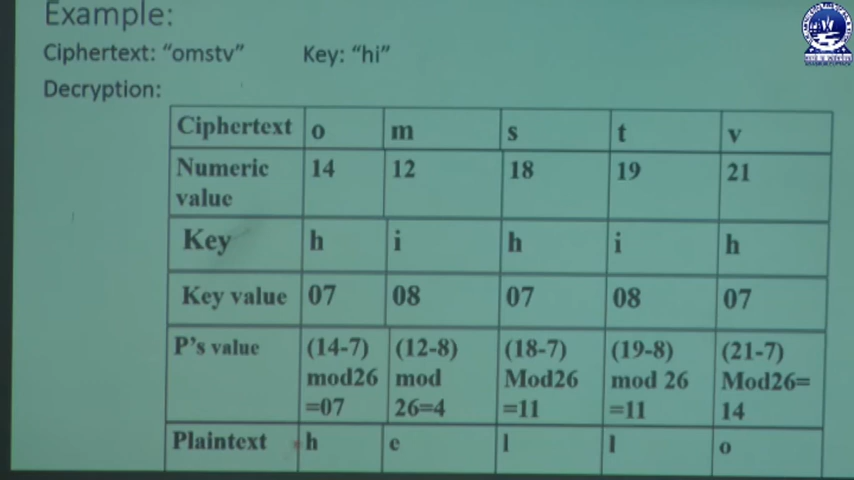 Example:
Ciphertext: "omstv" Key: "hi"
Decryption:
Ciphertext o m s t v
Numeric value 14 12 18 19 21
Key h i h i h
Key value 07 08 07 08 07
P's value (14-7) mod26 =07 (12-8) mod 26=4 (18-7) Mod26 =11 (19-8) mod 26 =11 (21-7) Mod26= 14
Plaintext h e l l o